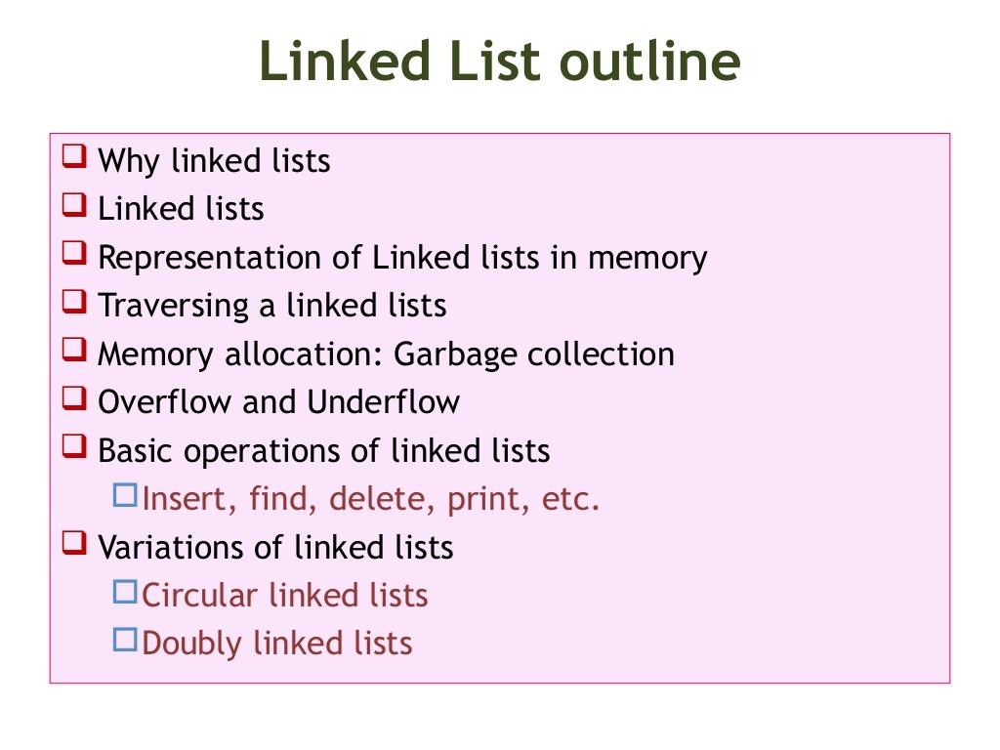 Linked List outline
Why linked lists
Linked lists
Representation of Linked lists in memory
Traversing a linked lists
Memory allocation: Garbage collection
Overflow and Underflow
Basic operations of linked lists
Insert, find, delete, print, etc.
Variations of linked lists
Circular linked lists
Doubly linked lists